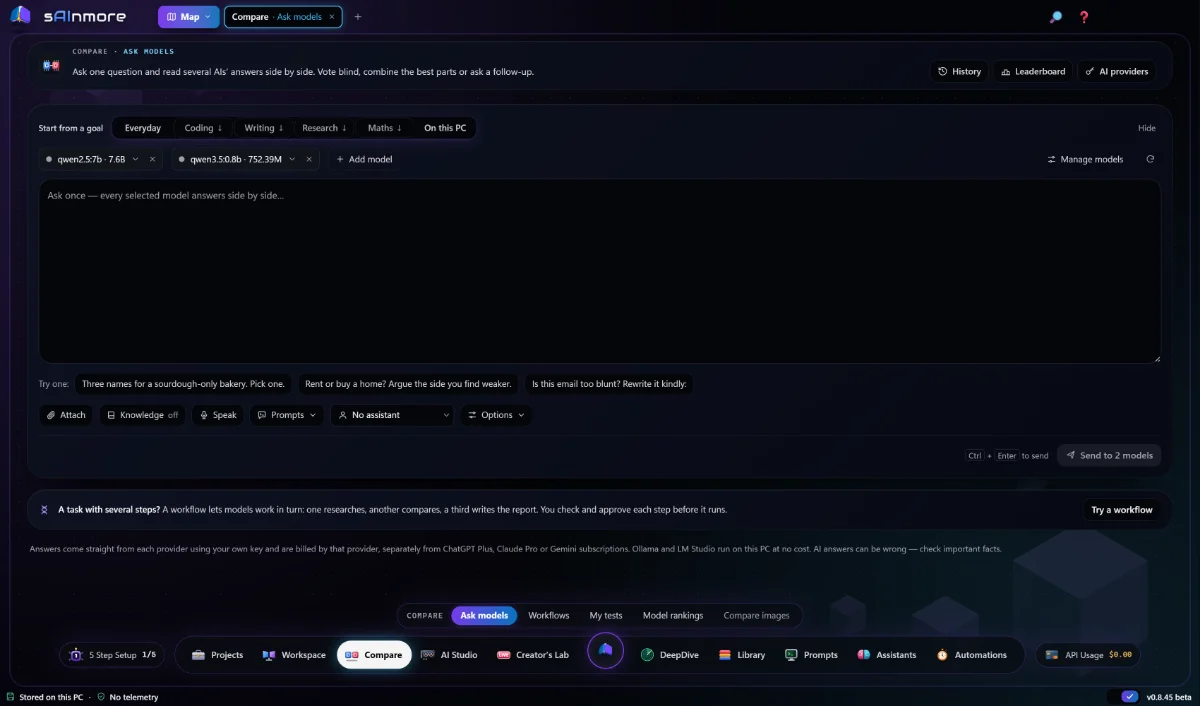 sAInmore
Map
Compare · Ask models ×
+
?
COMPARE · ASK MODELS
Ask one question and read several AIs' answers side by side. Vote blind, combine the best parts or ask a follow-up.
History
Leaderboard
AI providers
Start from a goal
Everyday
Coding ↓
Writing ↓
Research ↓
Maths ↓
On this PC
Hide
qwen2.5:7b · 7.6B ×
qwen3.5:0.8b · 752.39M ×
+ Add model
Manage models
Ask once — every selected model answers side by side...
Try one:
Three names for a sourdough-only bakery. Pick one.
Rent or buy a home? Argue the side you find weaker.
Is this email too blunt? Rewrite it kindly:
Attach
Knowledge off
Speak
Prompts
No assistant
Options
Ctrl + Enter to send
Send to 2 models
A task with several steps? A workflow lets models work in turn: one researches, another compares, a third writes the report. You check and approve each step before it runs.
Try a workflow
Answers come straight from each provider using your own key and are billed by that provider, separately from ChatGPT Plus, Claude Pro or Gemini subscriptions. Ollama and LM Studio run on this PC at no cost. AI answers can be wrong — check important facts.
COMPARE
Ask models
Workflows
My tests
Model rankings
Compare images
5 Step Setup 1/5
Projects
Workspace
Compare
AI Studio
Creator's Lab
DeepDive
Library
Prompts
Assistants
Automations
API Usage $0.00
Stored on this PC · No telemetry
v0.8.45 beta